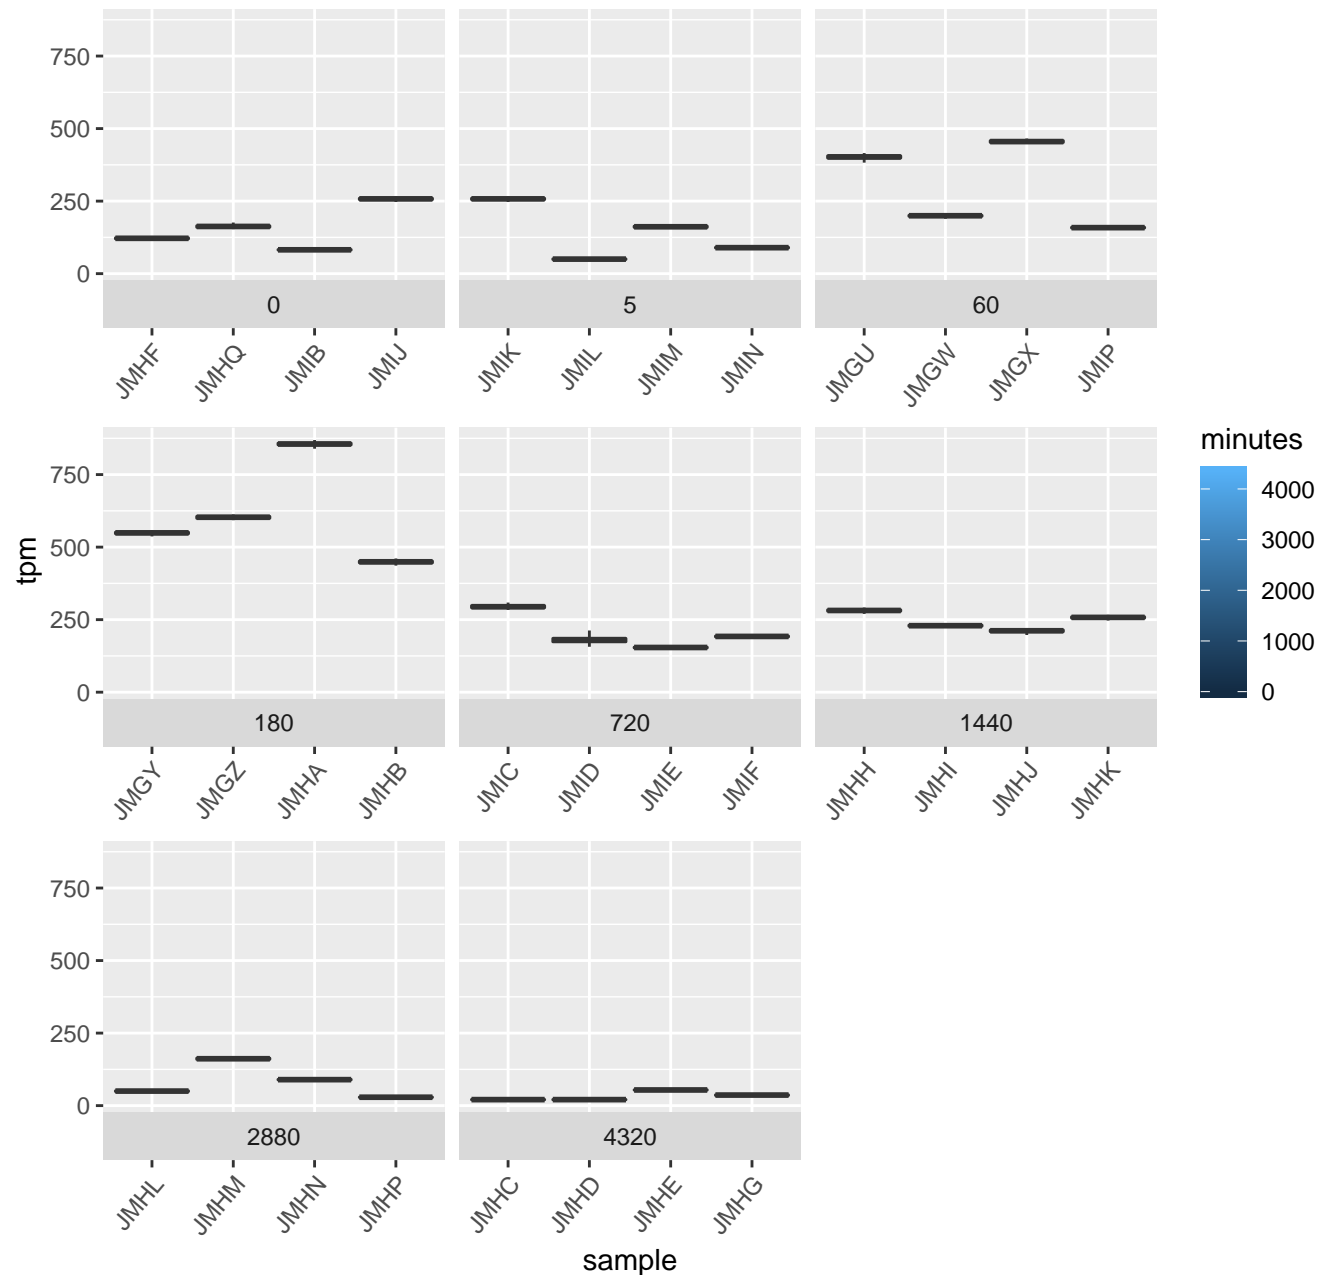 750
500
250
0
0
5
60
JMHF
JMHQ
JMIB
JMIJ
JMIK
JMIL
JMIM
JMIN
JMGU
JMGW
JMGX
JMIP
tpm
750
500
250
0
180
720
1440
JMGY
JMGZ
JMHA
JMHB
JMIC
JMID
JMIE
JMIF
JMHH
JMHI
JMHJ
JMHK
750
500
250
0
2880
4320
JMHL
JMHM
JMHN
JMHP
JMHC
JMHD
JMHE
JMHG
sample
minutes
4000
3000
2000
1000
0